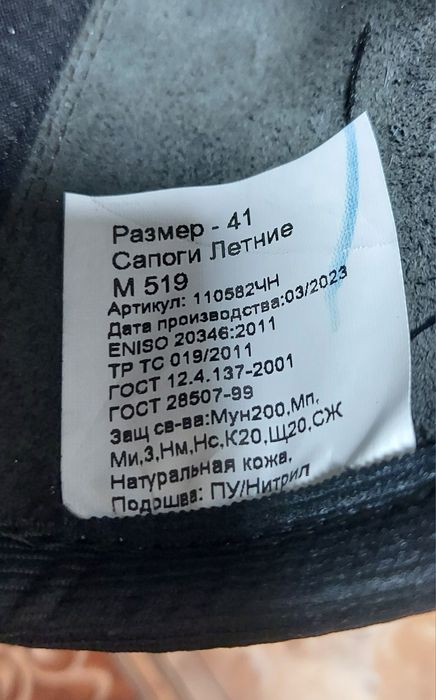 Размер - 41
Сапоги Летние
М 519
Артикул: 110582ЧН
Дата производства:03/2023
ENISO 20346:2011
ТР ТС 019/2011
ГОСТ 12.4.137-2001
ГОСТ 28507-99
Защ св-ва:Мун200,Мп,
Ми,З,Нм,Нс,К20,Щ20,СЖ
Натуральная кожа,
Подошва: ПУ/Нитрил